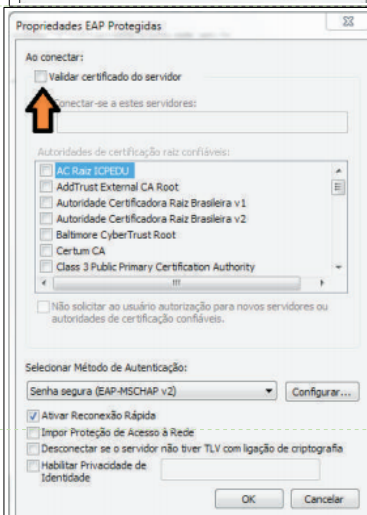 Propriedades EAP Protegidas
Ao conectar:
Validar certificado do servidor
Conectar-se a estes servidores:
Autoridades de certificação raiz confiáveis:
AC Raiz ICPEDU
AddTrust External CA Root
Autoridade Certificadora Raiz Brasileira v1
Autoridade Certificadora Raiz Brasileira v2
Baltimore CyberTrust Root
Certum CA
Class 3 Public Primary Certification Authority
Não solicitar ao usuário autorização para novos servidores ou
autoridades de certificação confiáveis.
Selecionar Método de Autenticação:
Senha segura (EAP-MSCHAP v2) Configurar...
Ativar Reconexão Rápida
Impor Proteção de Acesso à Rede
Desconectar se o servidor não tiver TLV com ligação de criptografia
Habilitar Privacidade de
Identidade
OK Cancelar